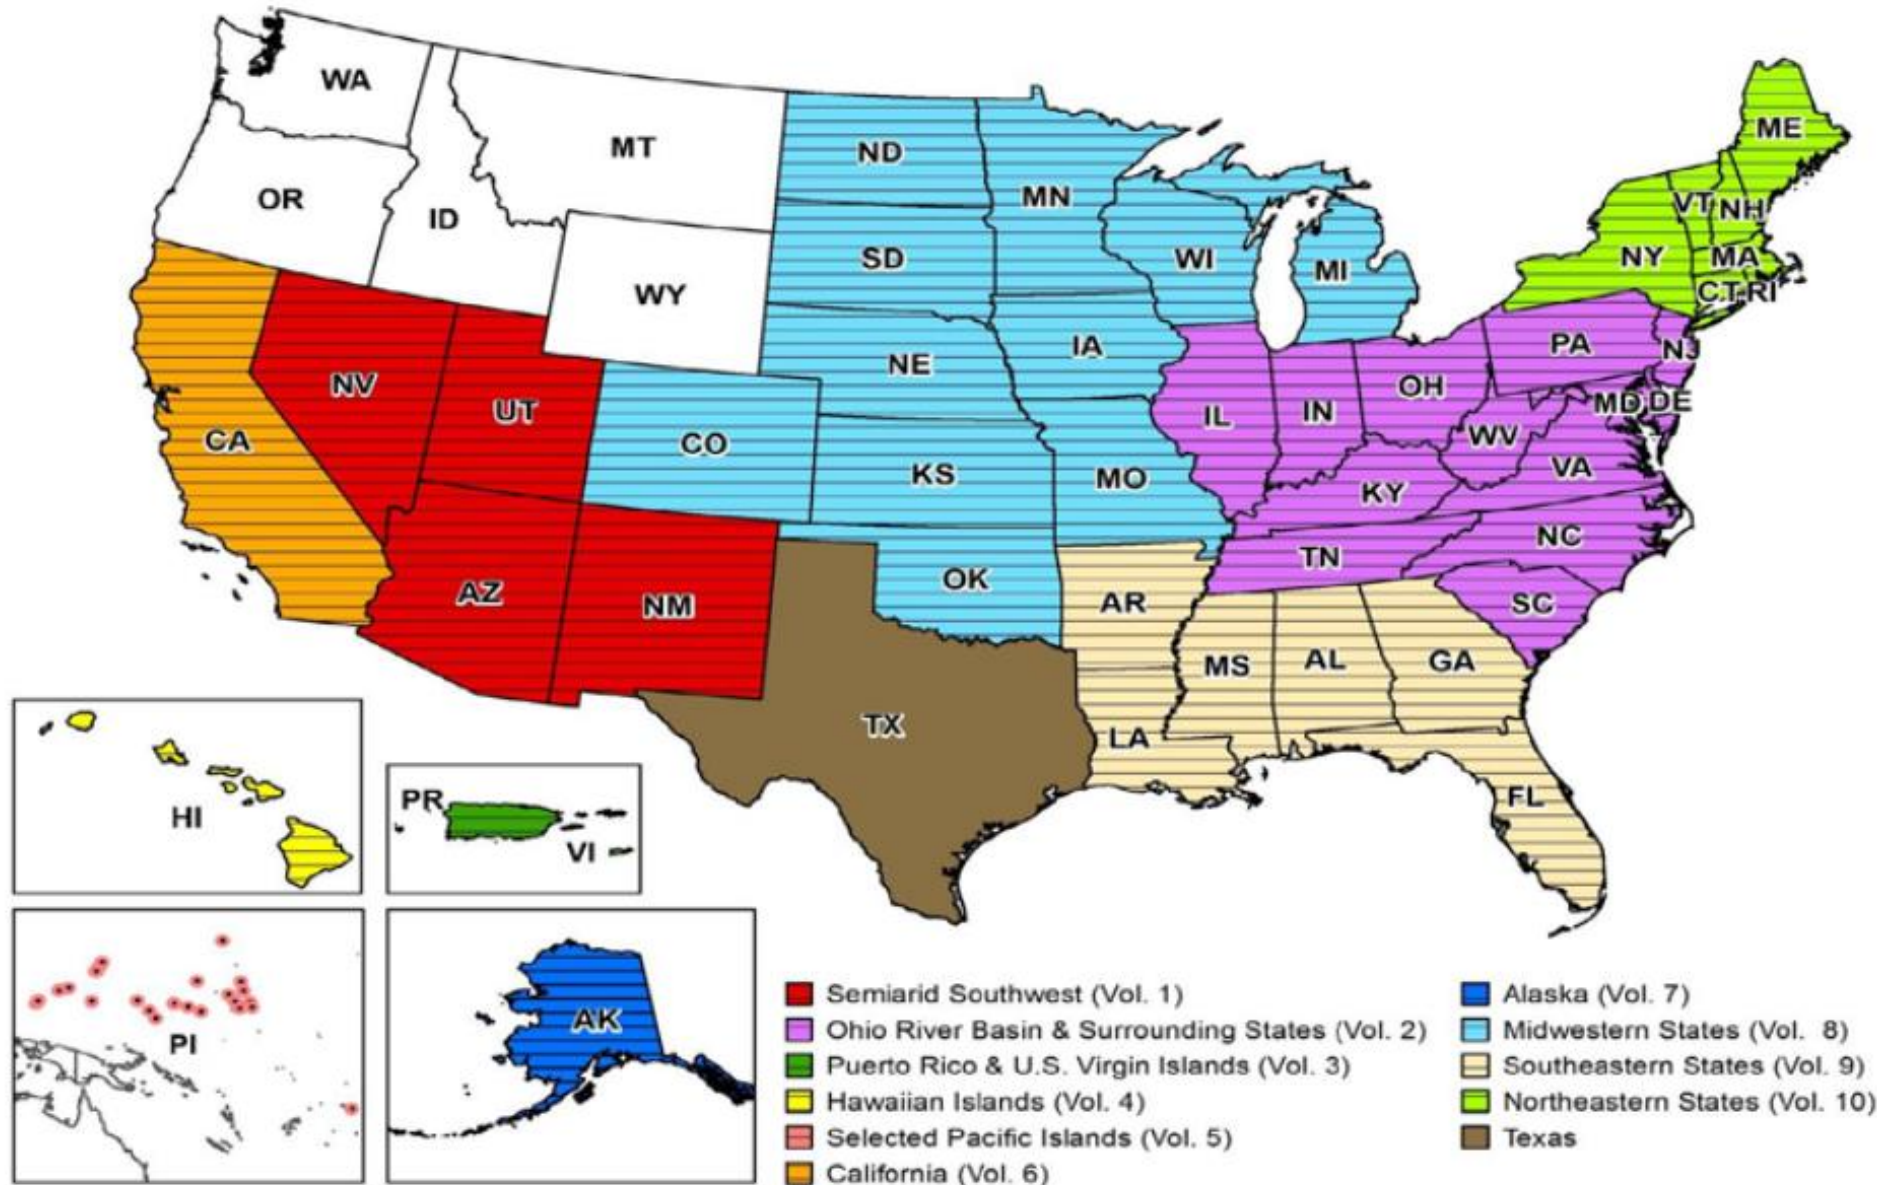 WA
MT
ND
MN
ME
OR
ID
VT
NH
WY
SD
WI
MI
NY
MA
CT
RI
NV
UT
NE
IA
PA
NJ
CA
CO
KS
MO
IL
IN
OH
WV
MD
DE
VA
KY
AZ
NM
OK
AR
TN
NC
SC
TX
MS
AL
GA
LA
FL
HI
PR
VI
PI
AK
Semiarid Southwest (Vol. 1)
Ohio River Basin & Surrounding States (Vol. 2)
Puerto Rico & U.S. Virgin Islands (Vol. 3)
Hawaiian Islands (Vol. 4)
Selected Pacific Islands (Vol. 5)
California (Vol. 6)
Alaska (Vol. 7)
Midwestern States (Vol. 8)
Southeastern States (Vol. 9)
Northeastern States (Vol. 10)
Texas